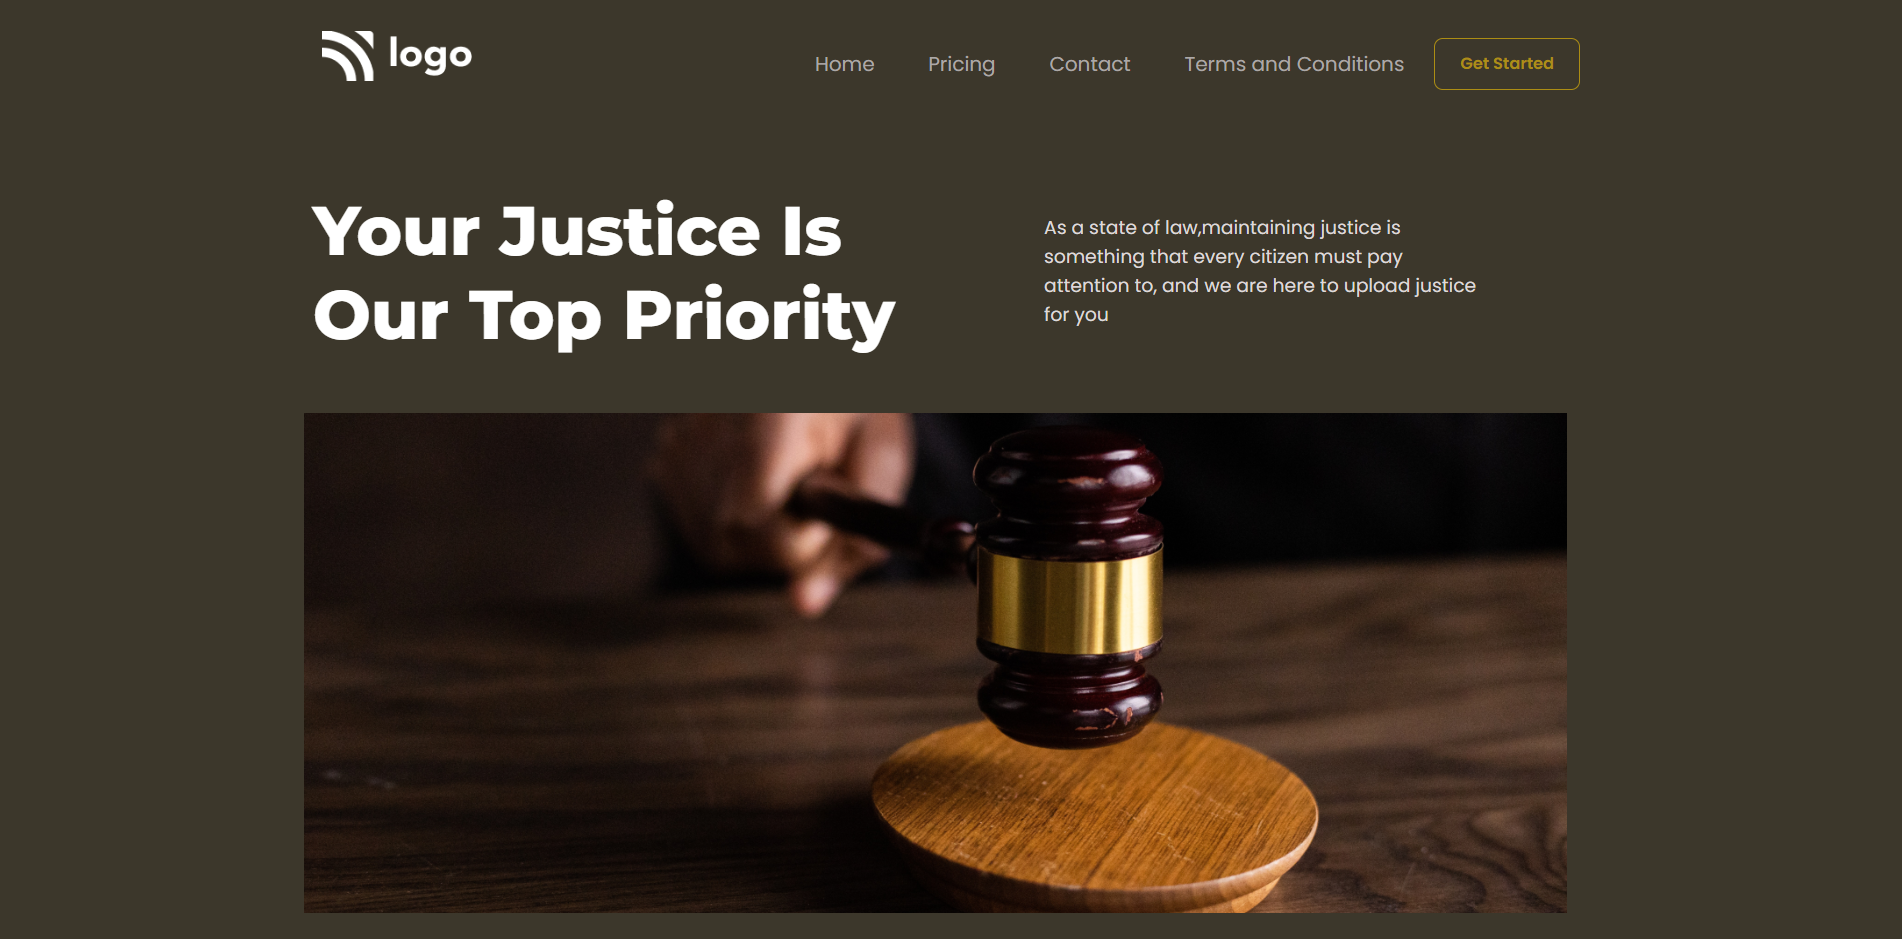 logo
Home Pricing Contact Terms and Conditions Get Started
Your Justice Is
Our Top Priority
As a state of law,maintaining justice is
something that every citizen must pay
attention to, and we are here to upload justice
for you